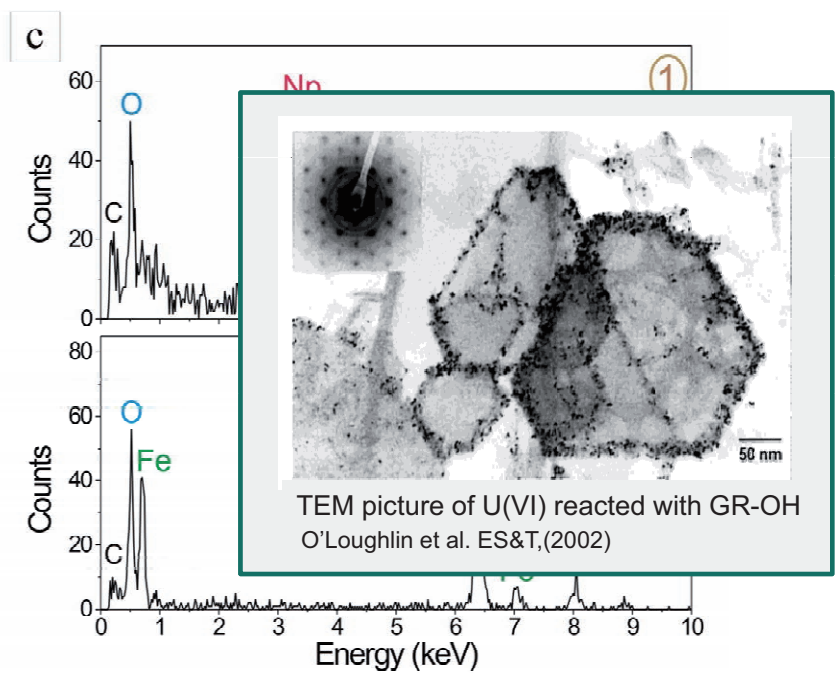 c
60
40
20
0
Counts
C
O
Np
1
50 nm
TEM picture of U(VI) reacted with GR-OH
O'Loughlin et al. ES&T,(2002)
80
60
40
20
0
Counts
C
O
Fe
0 1 2 3 4 5 6 7 8 9 10
Energy (keV)